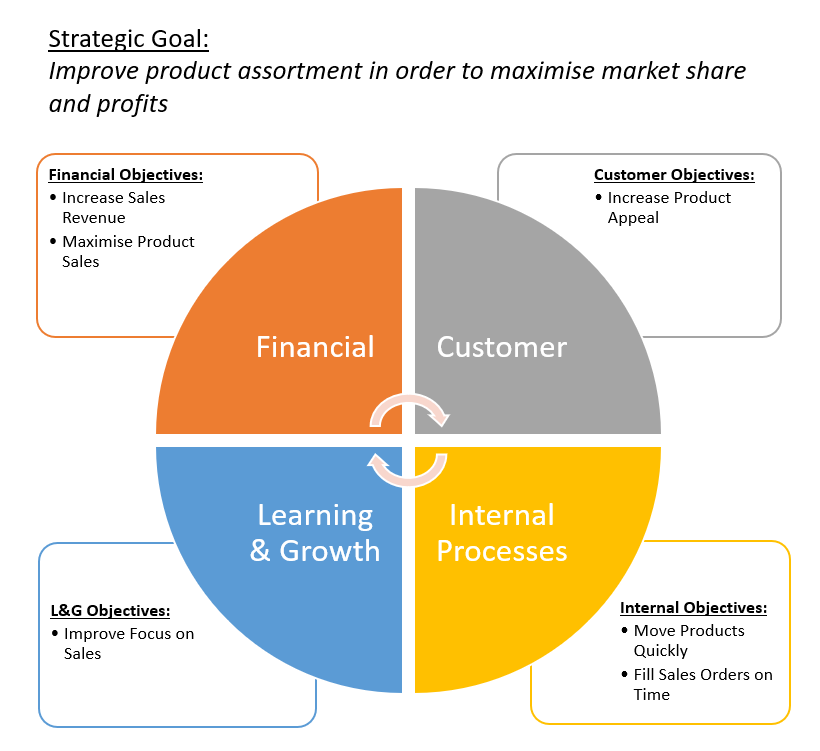 Strategic Goal:
Improve product assortment in order to maximise market share
and profits
Financial Objectives:
• Increase Sales
Revenue
• Maximise Product
Sales
Customer Objectives:
• Increase Product
Appeal
Financial
Customer
Learning
& Growth
Internal
Processes
L&G Objectives:
• Improve Focus on
Sales
Internal Objectives:
• Move Products
Quickly
• Fill Sales Orders on
Time